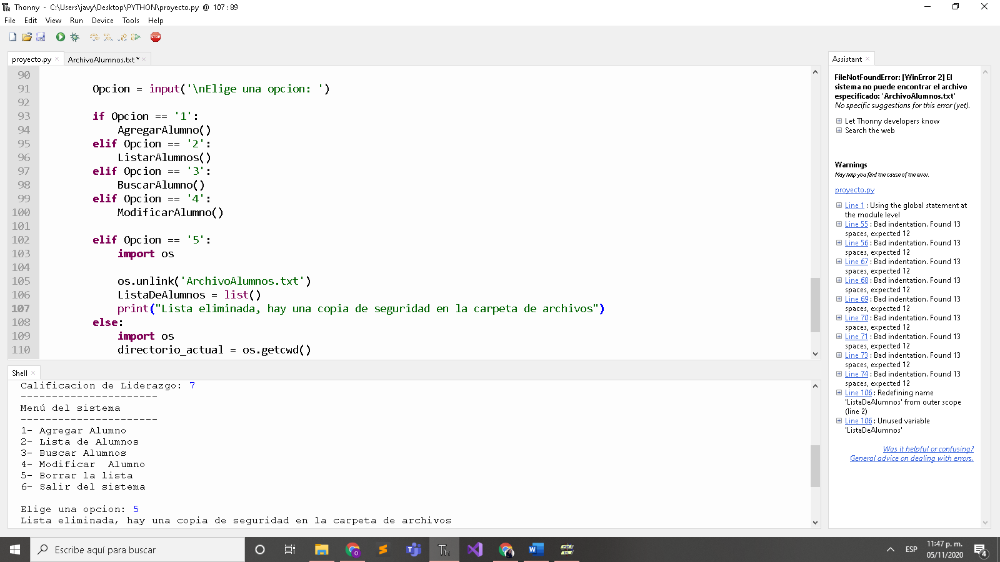 Thonny - C:\Users\javy\Desktop\PYTHON\proyecto.py @ 107 : 89
File Edit View Run Device Tools Help
STOP
proyecto.py
ArchivoAlumnos.txt *
90
91 Opcion = input('\nElige una opcion: ')
92
93 if Opcion == '1':
94 AgregarAlumno()
95 elif Opcion == '2':
96 ListarAlumnos()
97 elif Opcion == '3':
98 BuscarAlumno()
99 elif Opcion == '4':
100 ModificarAlumno()
101
102 elif Opcion == '5':
103 import os
104
105 os.unlink('ArchivoAlumnos.txt')
106 ListaDeAlumnos = list()
107 print("Lista eliminada, hay una copia de seguridad en la carpeta de archivos")
108 else:
109 import os
110 directorio_actual = os.getcwd()
Shell
Calificacion de Liderazgo: 7
----------------------
Menú del sistema
----------------------
1- Agregar Alumno
2- Lista de Alumnos
3- Buscar Alumnos
4- Modificar  Alumno
5- Borrar la lista
6- Salir del sistema
Elige una opcion: 5
Lista eliminada, hay una copia de seguridad en la carpeta de archivos
Assistant
FileNotFoundError: [WinError 2] El
sistema no puede encontrar el archivo
especificado: 'ArchivoAlumnos.txt'
No specific suggestions for this error (yet).
Let Thonny developers know
Search the web
Warnings
May help you find the cause of the error.
proyecto.py
Line 1 : Using the global statement at
the module level
Line 55 : Bad indentation. Found 13
spaces, expected 12
Line 56 : Bad indentation. Found 13
spaces, expected 12
Line 67 : Bad indentation. Found 13
spaces, expected 12
Line 68 : Bad indentation. Found 13
spaces, expected 12
Line 69 : Bad indentation. Found 13
spaces, expected 12
Line 70 : Bad indentation. Found 13
spaces, expected 12
Line 71 : Bad indentation. Found 13
spaces, expected 12
Line 73 : Bad indentation. Found 13
spaces, expected 12
Line 74 : Bad indentation. Found 13
spaces, expected 12
Line 106 : Redefining name
'ListaDeAlumnos' from outer scope
(line 2)
Line 106 : Unused variable
'ListaDeAlumnos'
Was it helpful or confusing?
General advice on dealing with errors.
Escribe aquí para buscar
ESP
11:47 p. m.
05/11/2020
4